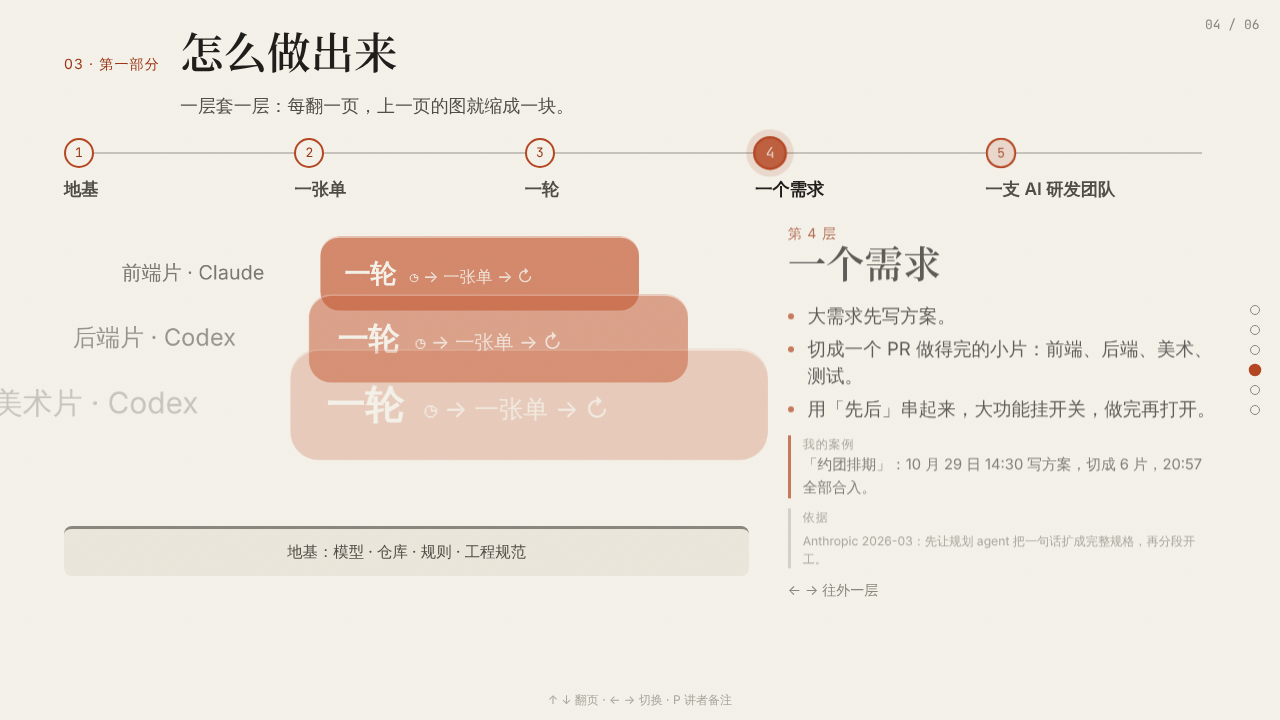 04 / 06
03 · 第一部分
怎么做出来
一层套一层：每翻一页，上一页的图就缩成一块。
1
2
3
4
5
地基
一张单
一轮
一个需求
一支 AI 研发团队
前端片 · Claude
一轮 ◷ → 一张单 → ↻
后端片 · Codex
一轮 ◷ → 一张单 → ↻
美术片 · Codex
一轮 ◷ → 一张单 → ↻
地基：模型 · 仓库 · 规则 · 工程规范
第 4 层
一个需求
大需求先写方案。
切成一个 PR 做得完的小片：前端、后端、美术、
测试。
用「先后」串起来，大功能挂开关，做完再打开。
我的案例
「约团排期」：10 月 29 日 14:30 写方案，切成 6 片，20:57
全部合入。
依据
Anthropic 2026-03：先让规划 agent 把一句话扩成完整规格，再分段开
工。
← → 往外一层
↑ ↓ 翻页 · ← → 切换 · P 讲者备注